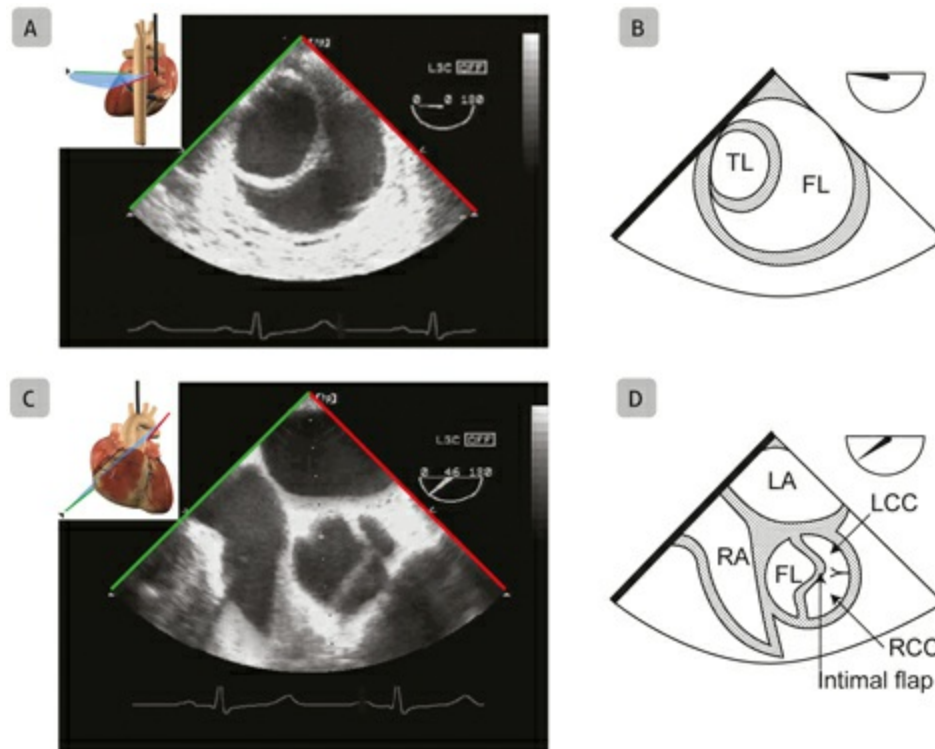 A
B
LSC OFF
0 0 180
TL
FL
C
D
LSC OFF
0 46 180
LA
LCC
RA
FL
RCC
Intimal flap